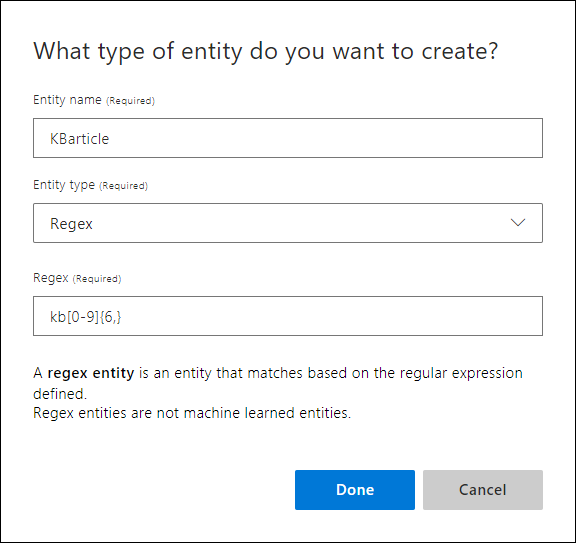 What type of entity do you want to create?
Entity name (Required)
KBarticle
Entity type (Required)
Regex
Regex (Required)
kb[0-9]{6,}
A regex entity is an entity that matches based on the regular expression
defined.
Regex entities are not machine learned entities.
Done Cancel